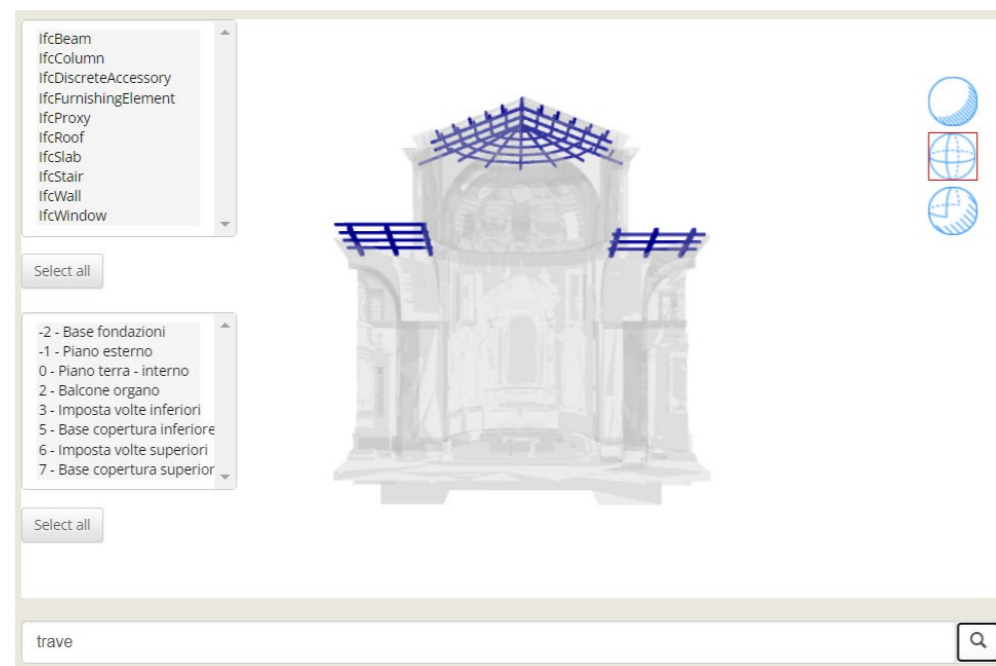 IfcBeam
IfcColumn
IfcDiscreteAccessory
IfcFurnishingElement
IfcProxy
IfcRoof
IfcSlab
IfcStair
IfcWall
IfcWindow
Select all
-2 - Base fondazioni
-1 - Piano esterno
0 - Piano terra - interno
2 - Balcone organo
3 - Imposta volte inferiori
5 - Base copertura inferiore
6 - Imposta volte superiori
7 - Base copertura superior
Select all
trave